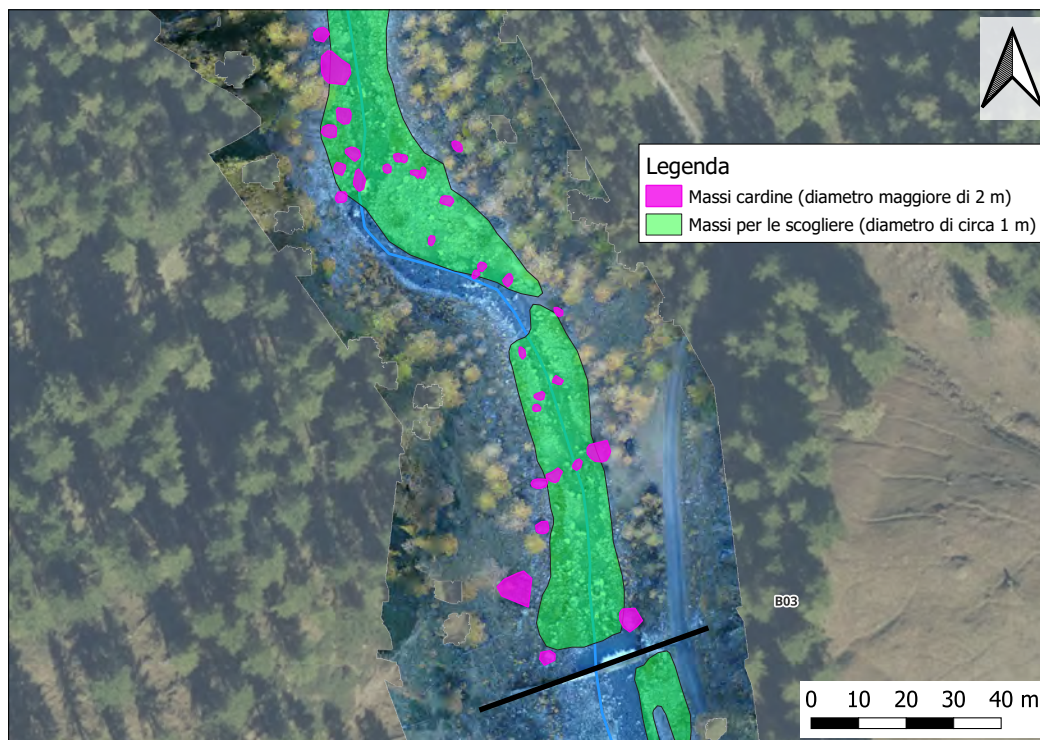 Legenda
Massi cardine (diametro maggiore di 2 m)
Massi per le scogliere (diametro di circa 1 m)
B03
0 10 20 30 40 m